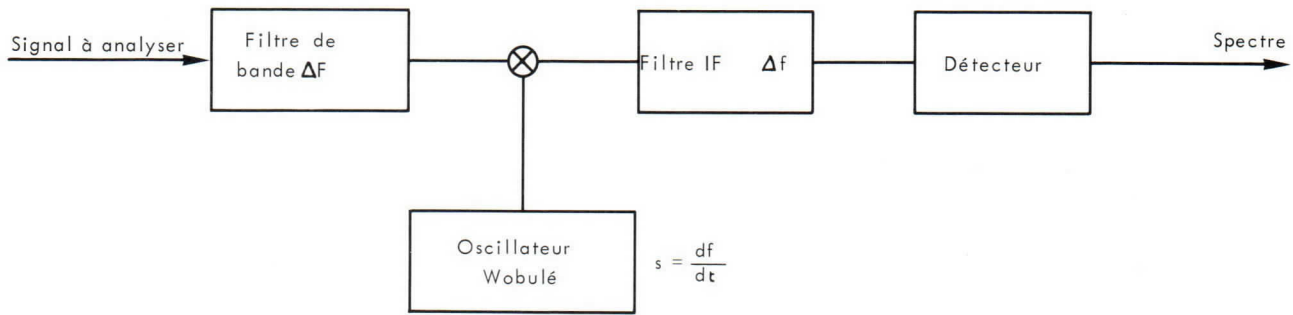 Signal à analyser
Filtre de
bande ΔF
Filtre IF Δf
Détecteur
Spectre
Oscillateur
Wobulé
s = df/dt